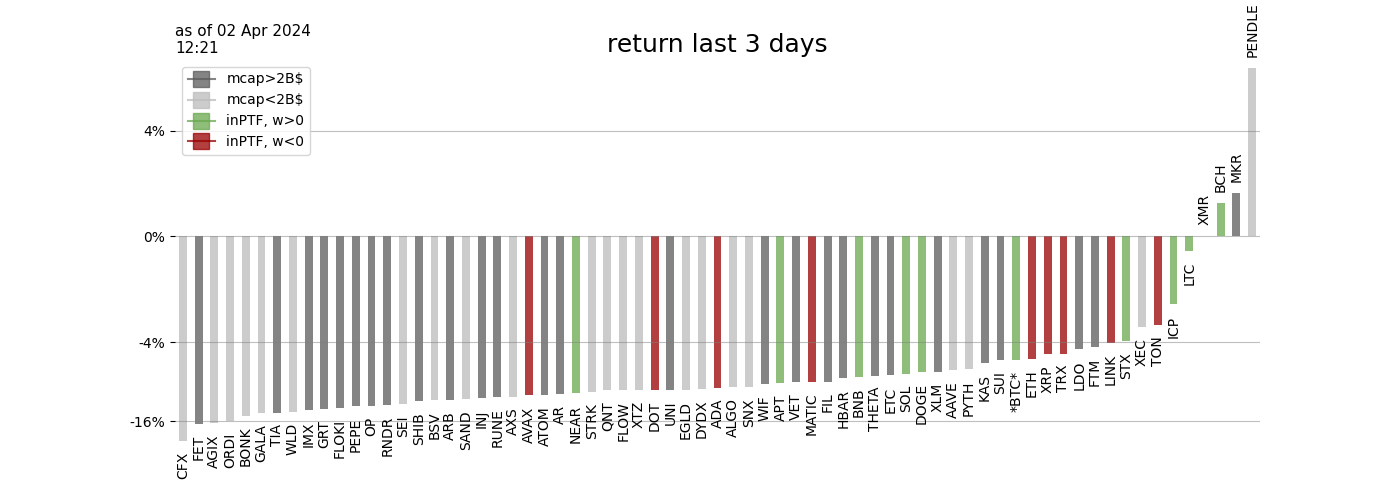 as of 02 Apr 2024
12:21
return last 3 days
mcap>2B$
mcap<2B$
inPTF, w>0
inPTF, w<0
4%
0%
-4%
-16%
CFX
FET
AGIX
ORDI
BONK
GALA
TIA
WLD
IMX
GRT
FLOKI
PEPE
OP
RNDR
SEI
SHIB
BSV
ARB
SAND
INJ
RUNE
AXS
AVAX
ATOM
AR
NEAR
STRK
QNT
FLOW
XTZ
DOT
UNI
EGLD
DYDX
ADA
ALGO
SNX
WIF
APT
VET
MATIC
FIL
HBAR
BNB
THETA
ETC
SOL
DOGE
XLM
AAVE
PYTH
KAS
SUI
*BTC*
ETH
XRP
TRX
LDO
FTM
LINK
STX
XEC
TON
ICP
LTC
XMR
BCH
MKR
PENDLE